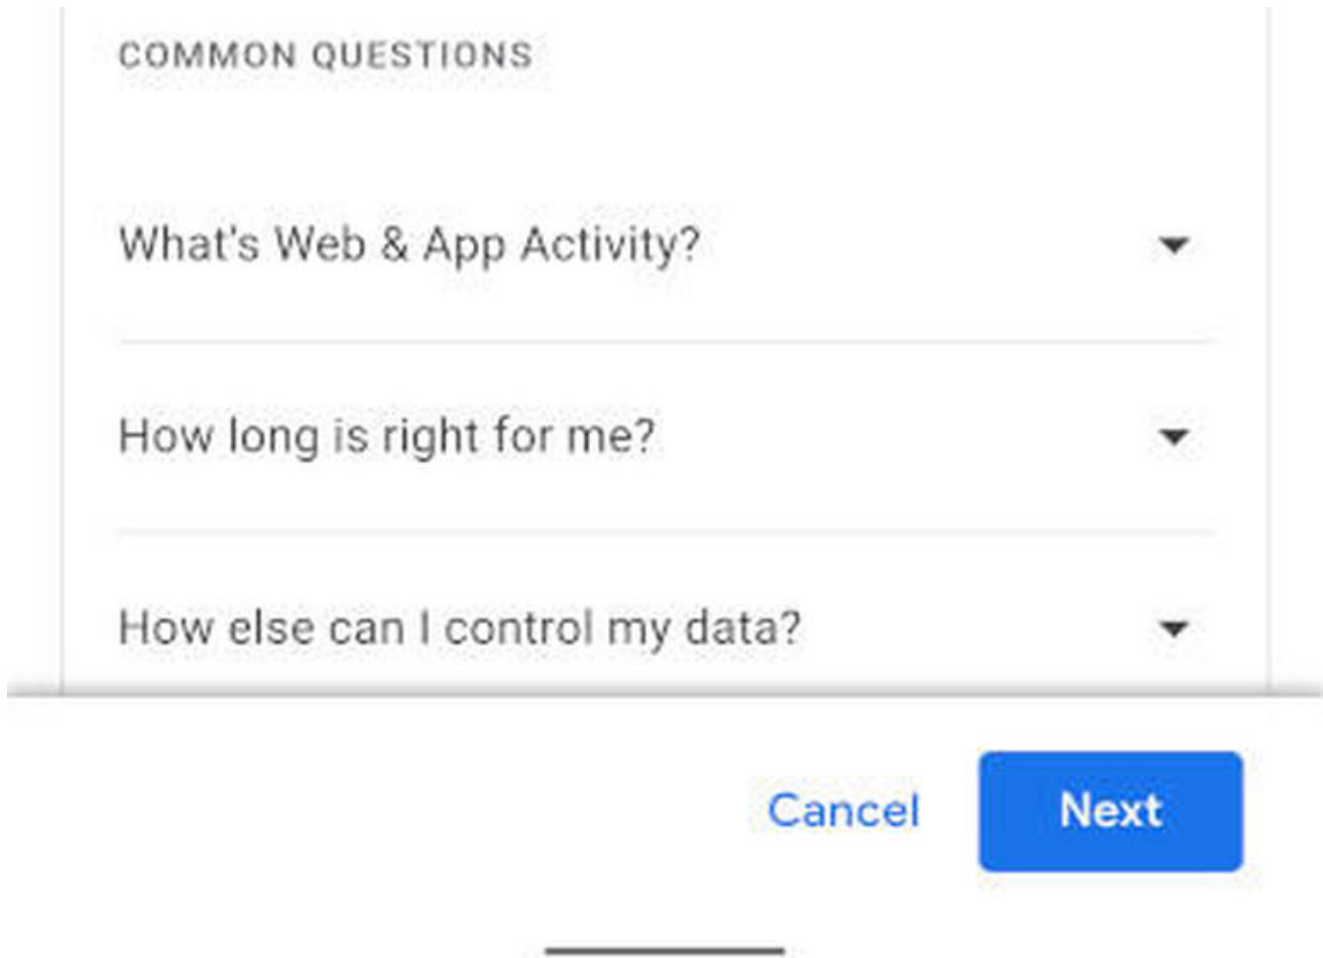 COMMON QUESTIONS
What's Web & App Activity?
How long is right for me?
How else can I control my data?
Cancel
Next